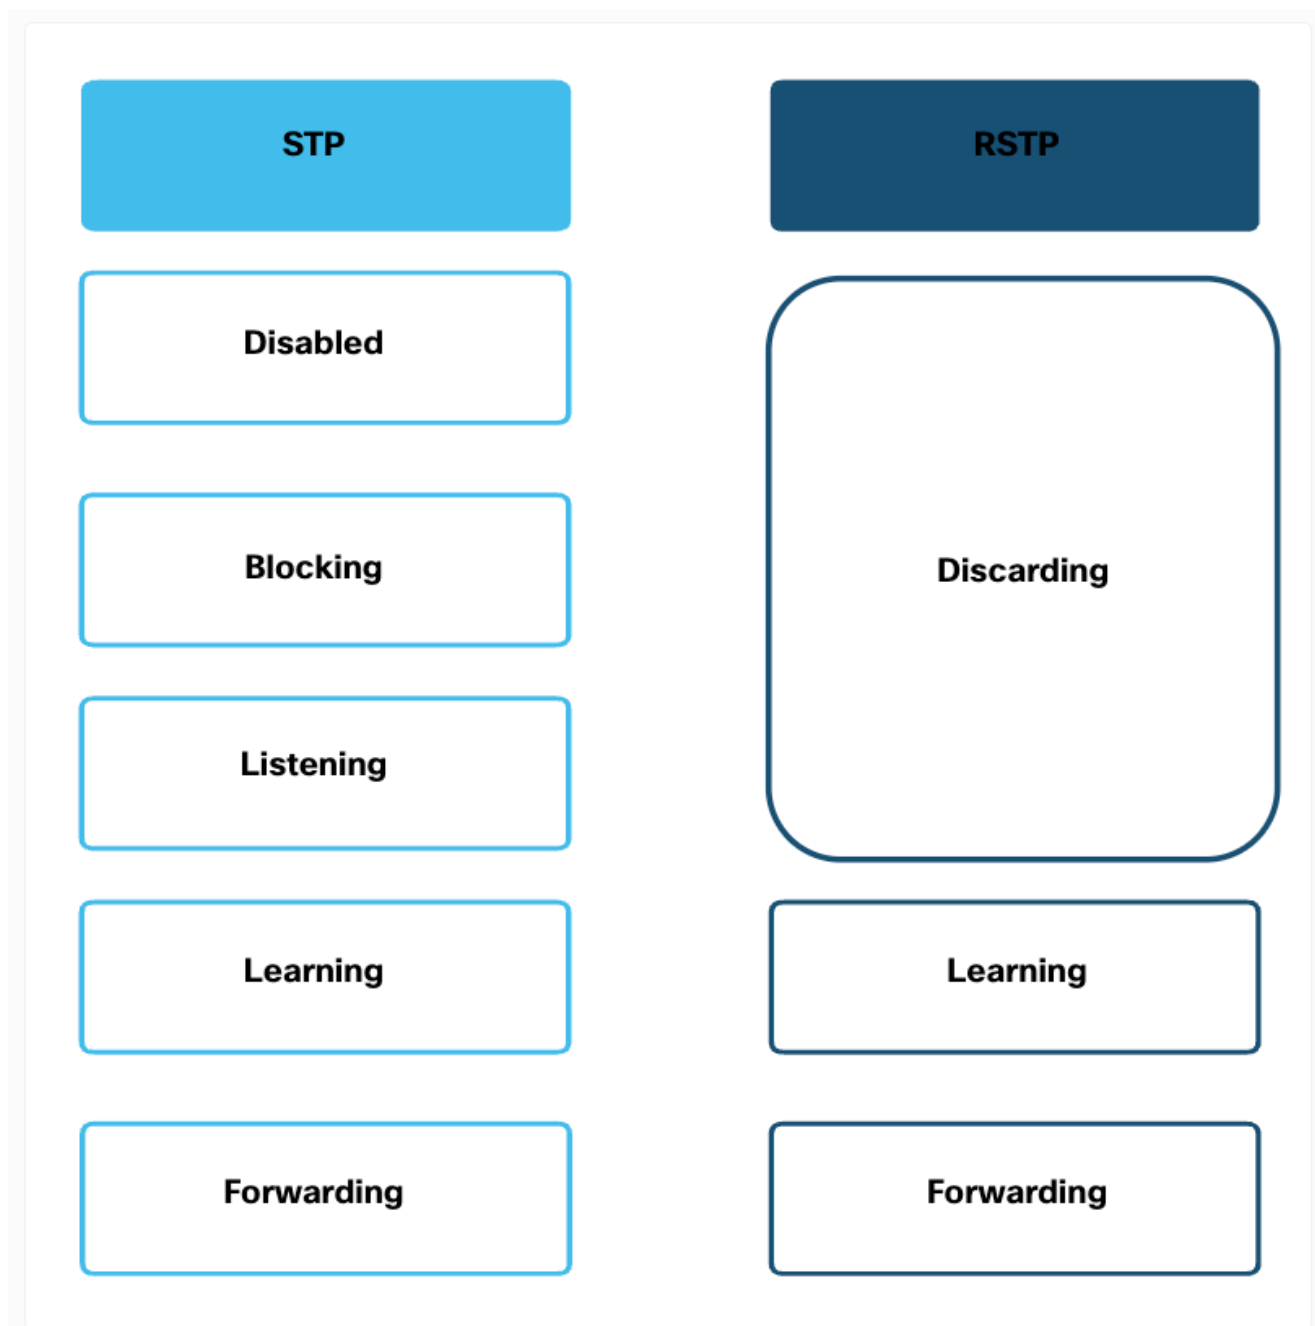 STP
RSTP
Disabled
Blocking
Discarding
Listening
Learning
Learning
Forwarding
Forwarding